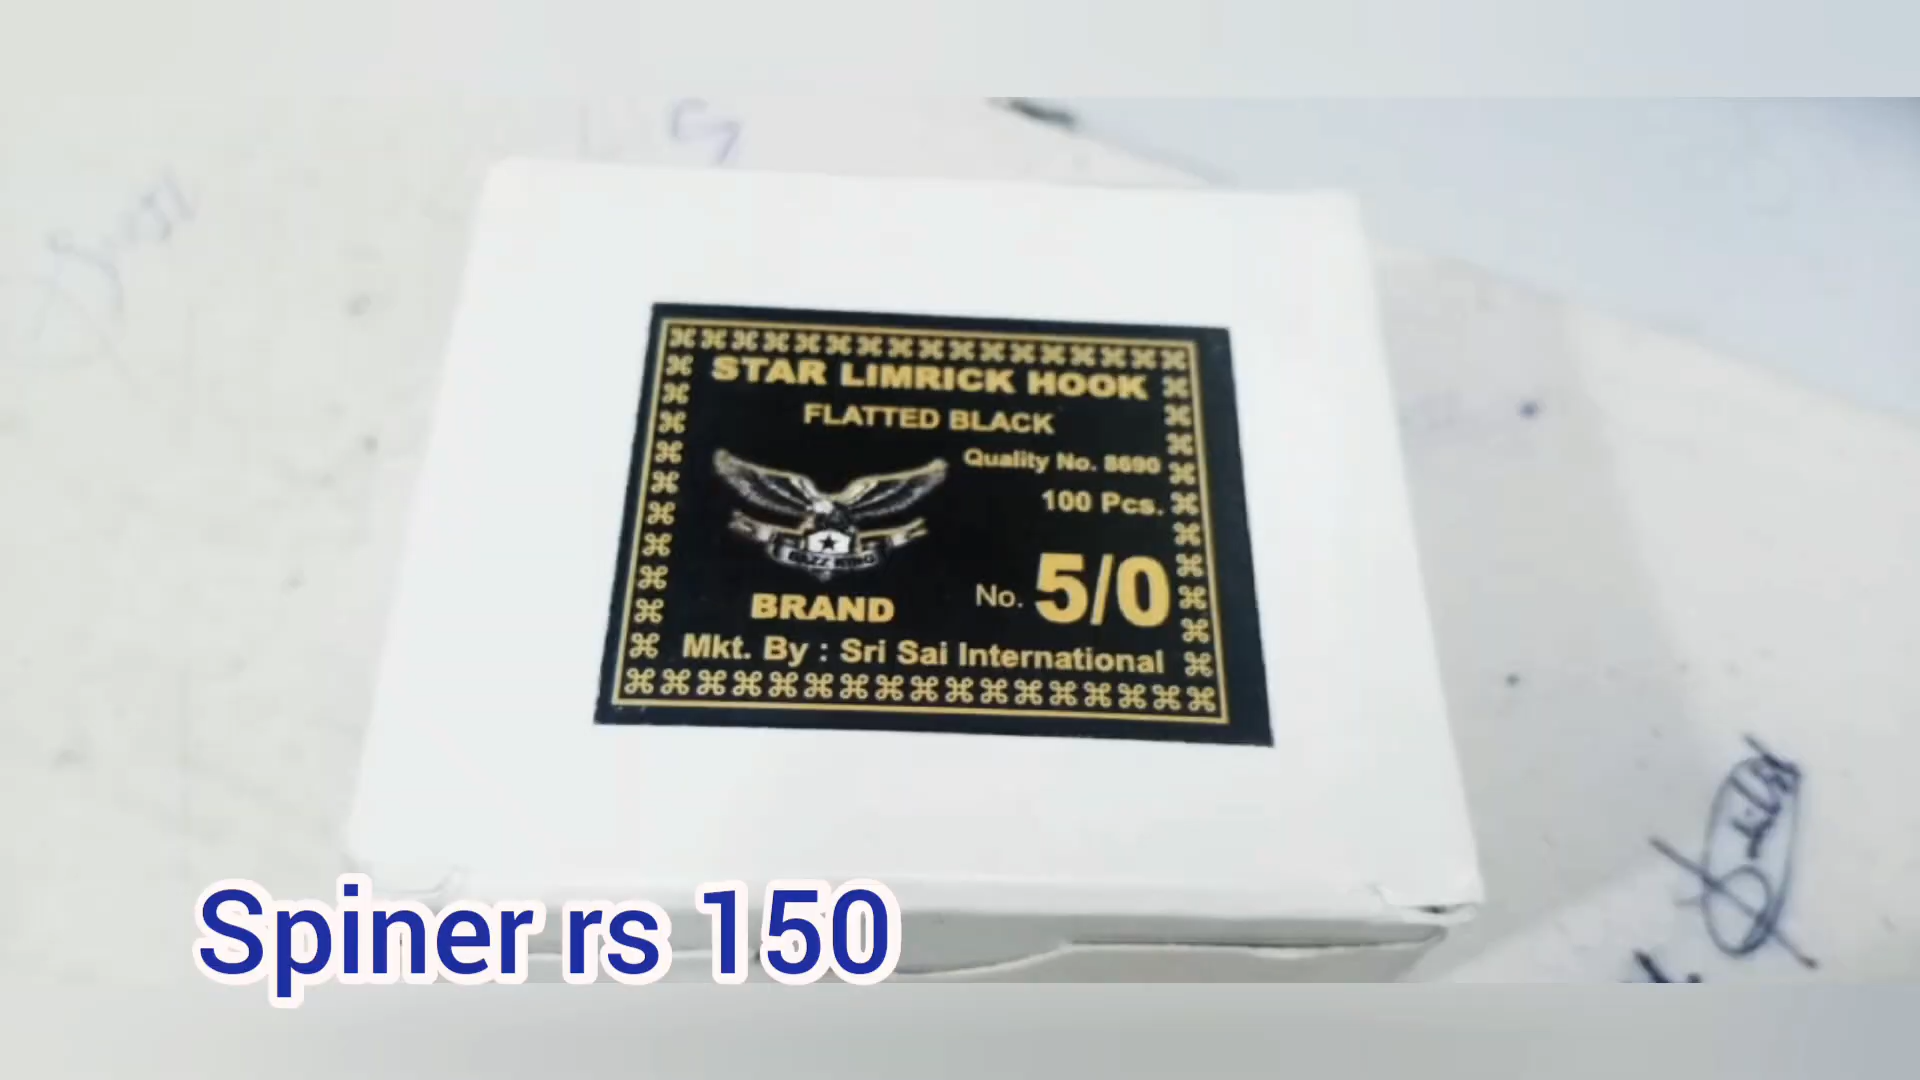 STAR LIMRICK HOOK
FLATTED BLACK
Quality No. 8690
100 Pcs.
No. 5/0
BRAND
Mkt. By : Sri Sai International
Spiner rs 150